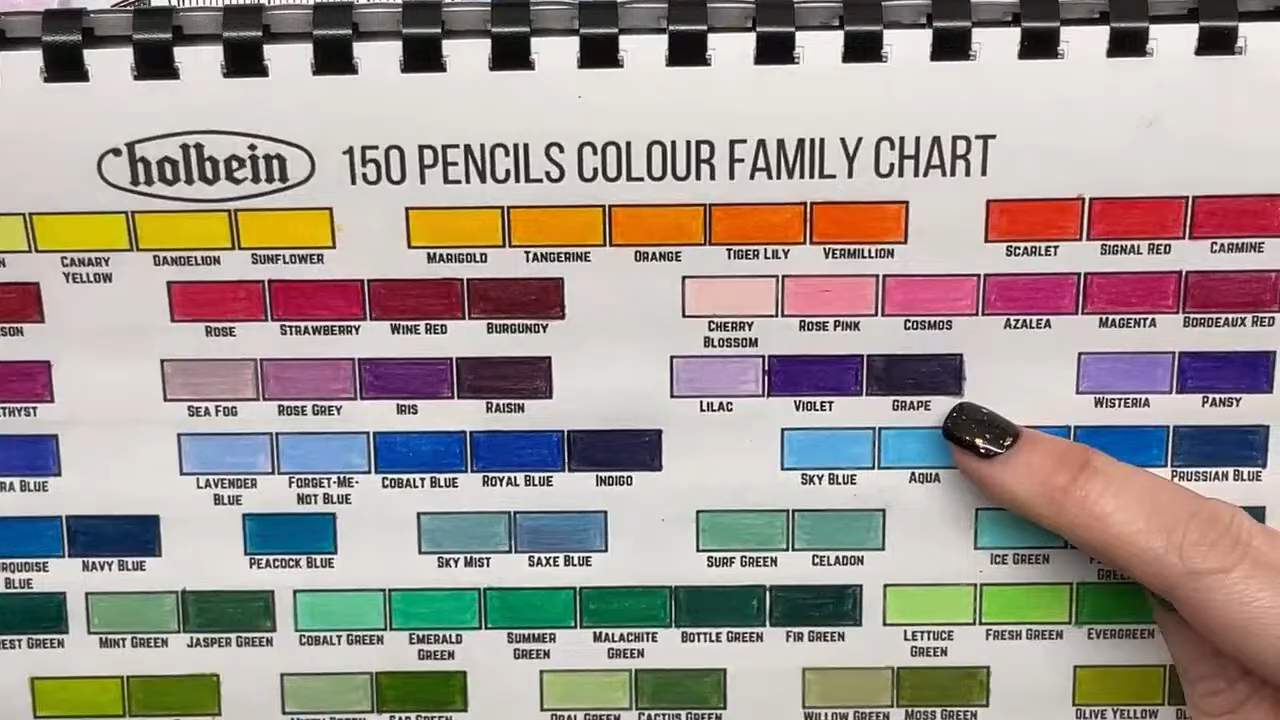 holbein 150 PENCILS COLOUR FAMILY CHART
CANARY YELLOW DANDELION SUNFLOWER MARIGOLD TANGERINE ORANGE TIGER LILY VERMILLION SCARLET SIGNAL RED CARMINE
ROSE STRAWBERRY WINE RED BURGUNDY CHERRY BLOSSOM ROSE PINK COSMOS AZALEA MAGENTA BORDEAUX RED
SEA FOG ROSE GREY IRIS RAISIN LILAC VIOLET GRAPE WISTERIA PANSY
BLUE LAVENDER BLUE FORGET-ME-NOT BLUE COBALT BLUE ROYAL BLUE INDIGO SKY BLUE AQUA PRUSSIAN BLUE
BLUE NAVY BLUE PEACOCK BLUE SKY MIST SAXE BLUE SURF GREEN CELADON ICE GREEN
GREEN MINT GREEN JASPER GREEN COBALT GREEN EMERALD GREEN SUMMER GREEN MALACHITE GREEN BOTTLE GREEN FIR GREEN LETTUCE GREEN FRESH GREEN EVERGREEN
OPAL GREEN CACTUS GREEN WILLOW GREEN MOSS GREEN OLIVE YELLOW